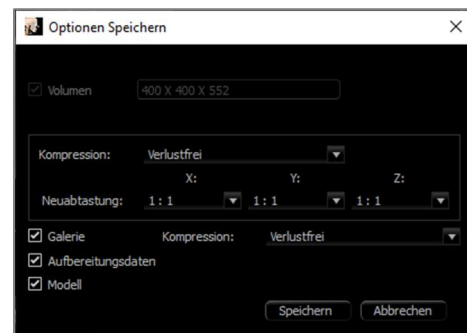 Optionen Speichern
Volumen 400 X 400 X 552
Kompression: Verlustfrei
X: Y: Z:
Neuabtastung: 1 : 1 1 : 1 1 : 1
Galerie Kompression: Verlustfrei
Aufbereitungsdaten
Modell
Speichern Abbrechen